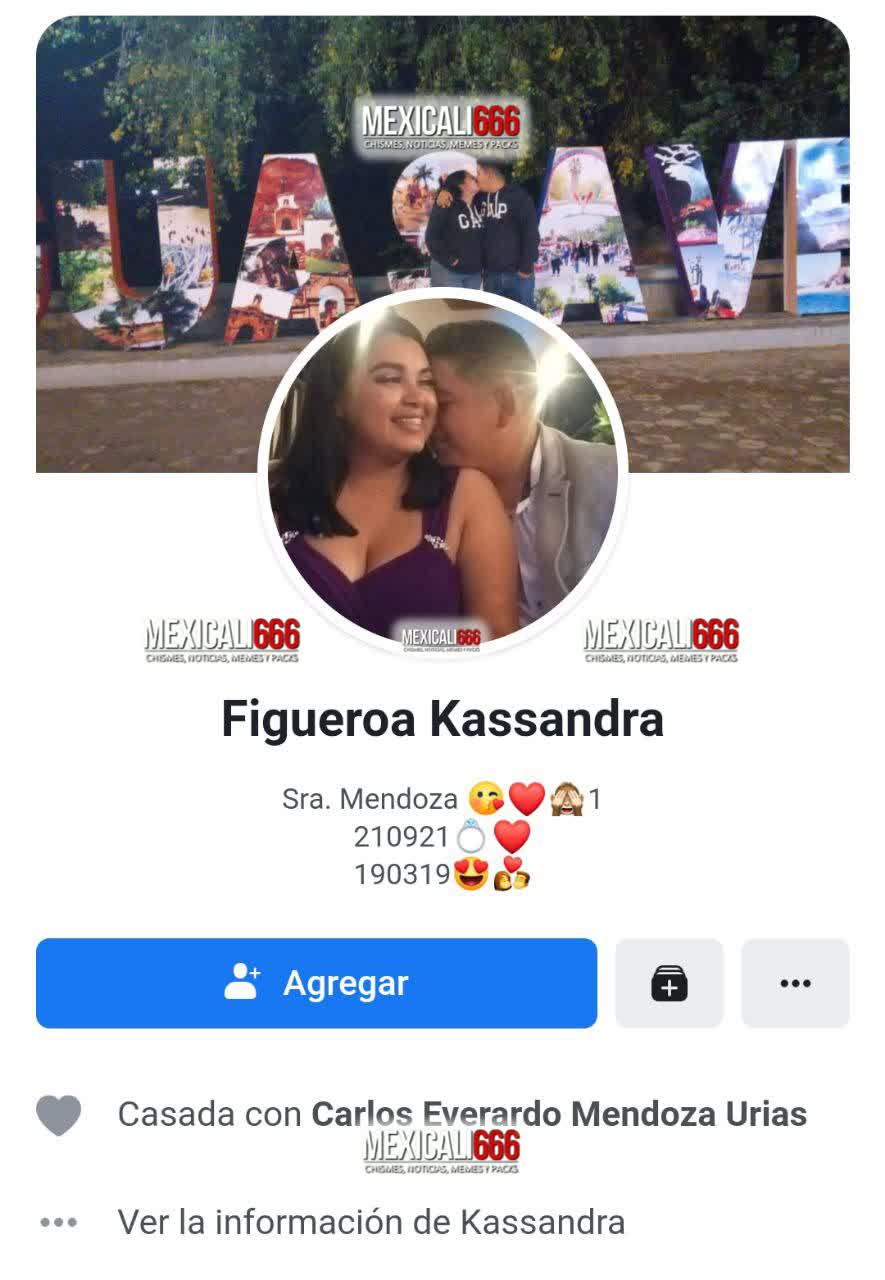 MEXICALI666
CHISMES, NOTICIAS, MEMES Y PACKS
UASAVE
GAP
MEXICALI666
CHISMES, NOTICIAS, MEMES Y PACKS
MEXICALI666
CHISMES, NOTICIAS, MEMES Y PACKS
MEXICALI666
CHISMES, NOTICIAS, MEMES Y PACKS
Figueroa Kassandra
Sra. Mendoza 😘❤️🙈1
210921💍❤️
190319😍💏
Agregar
Casada con Carlos Everardo Mendoza Urias
MEXICALI666
CHISMES, NOTICIAS, MEMES Y PACKS
Ver la información de Kassandra